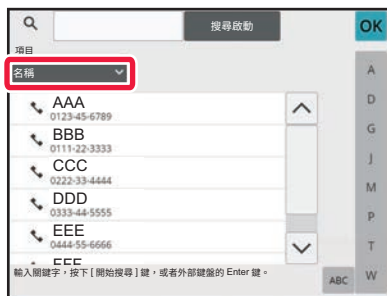 搜尋啟動
OK
項目
名稱
AAA
0123-45-6789
BBB
0111-22-3333
CCC
0222-33-4444
DDD
0333-44-5555
EEE
0444-55-6666
FFF
輸入關鍵字，按下 [ 開始搜尋 ] 鍵，或者外部鍵盤的 Enter 鍵。
ABC
A
D
G
J
M
P
T
W